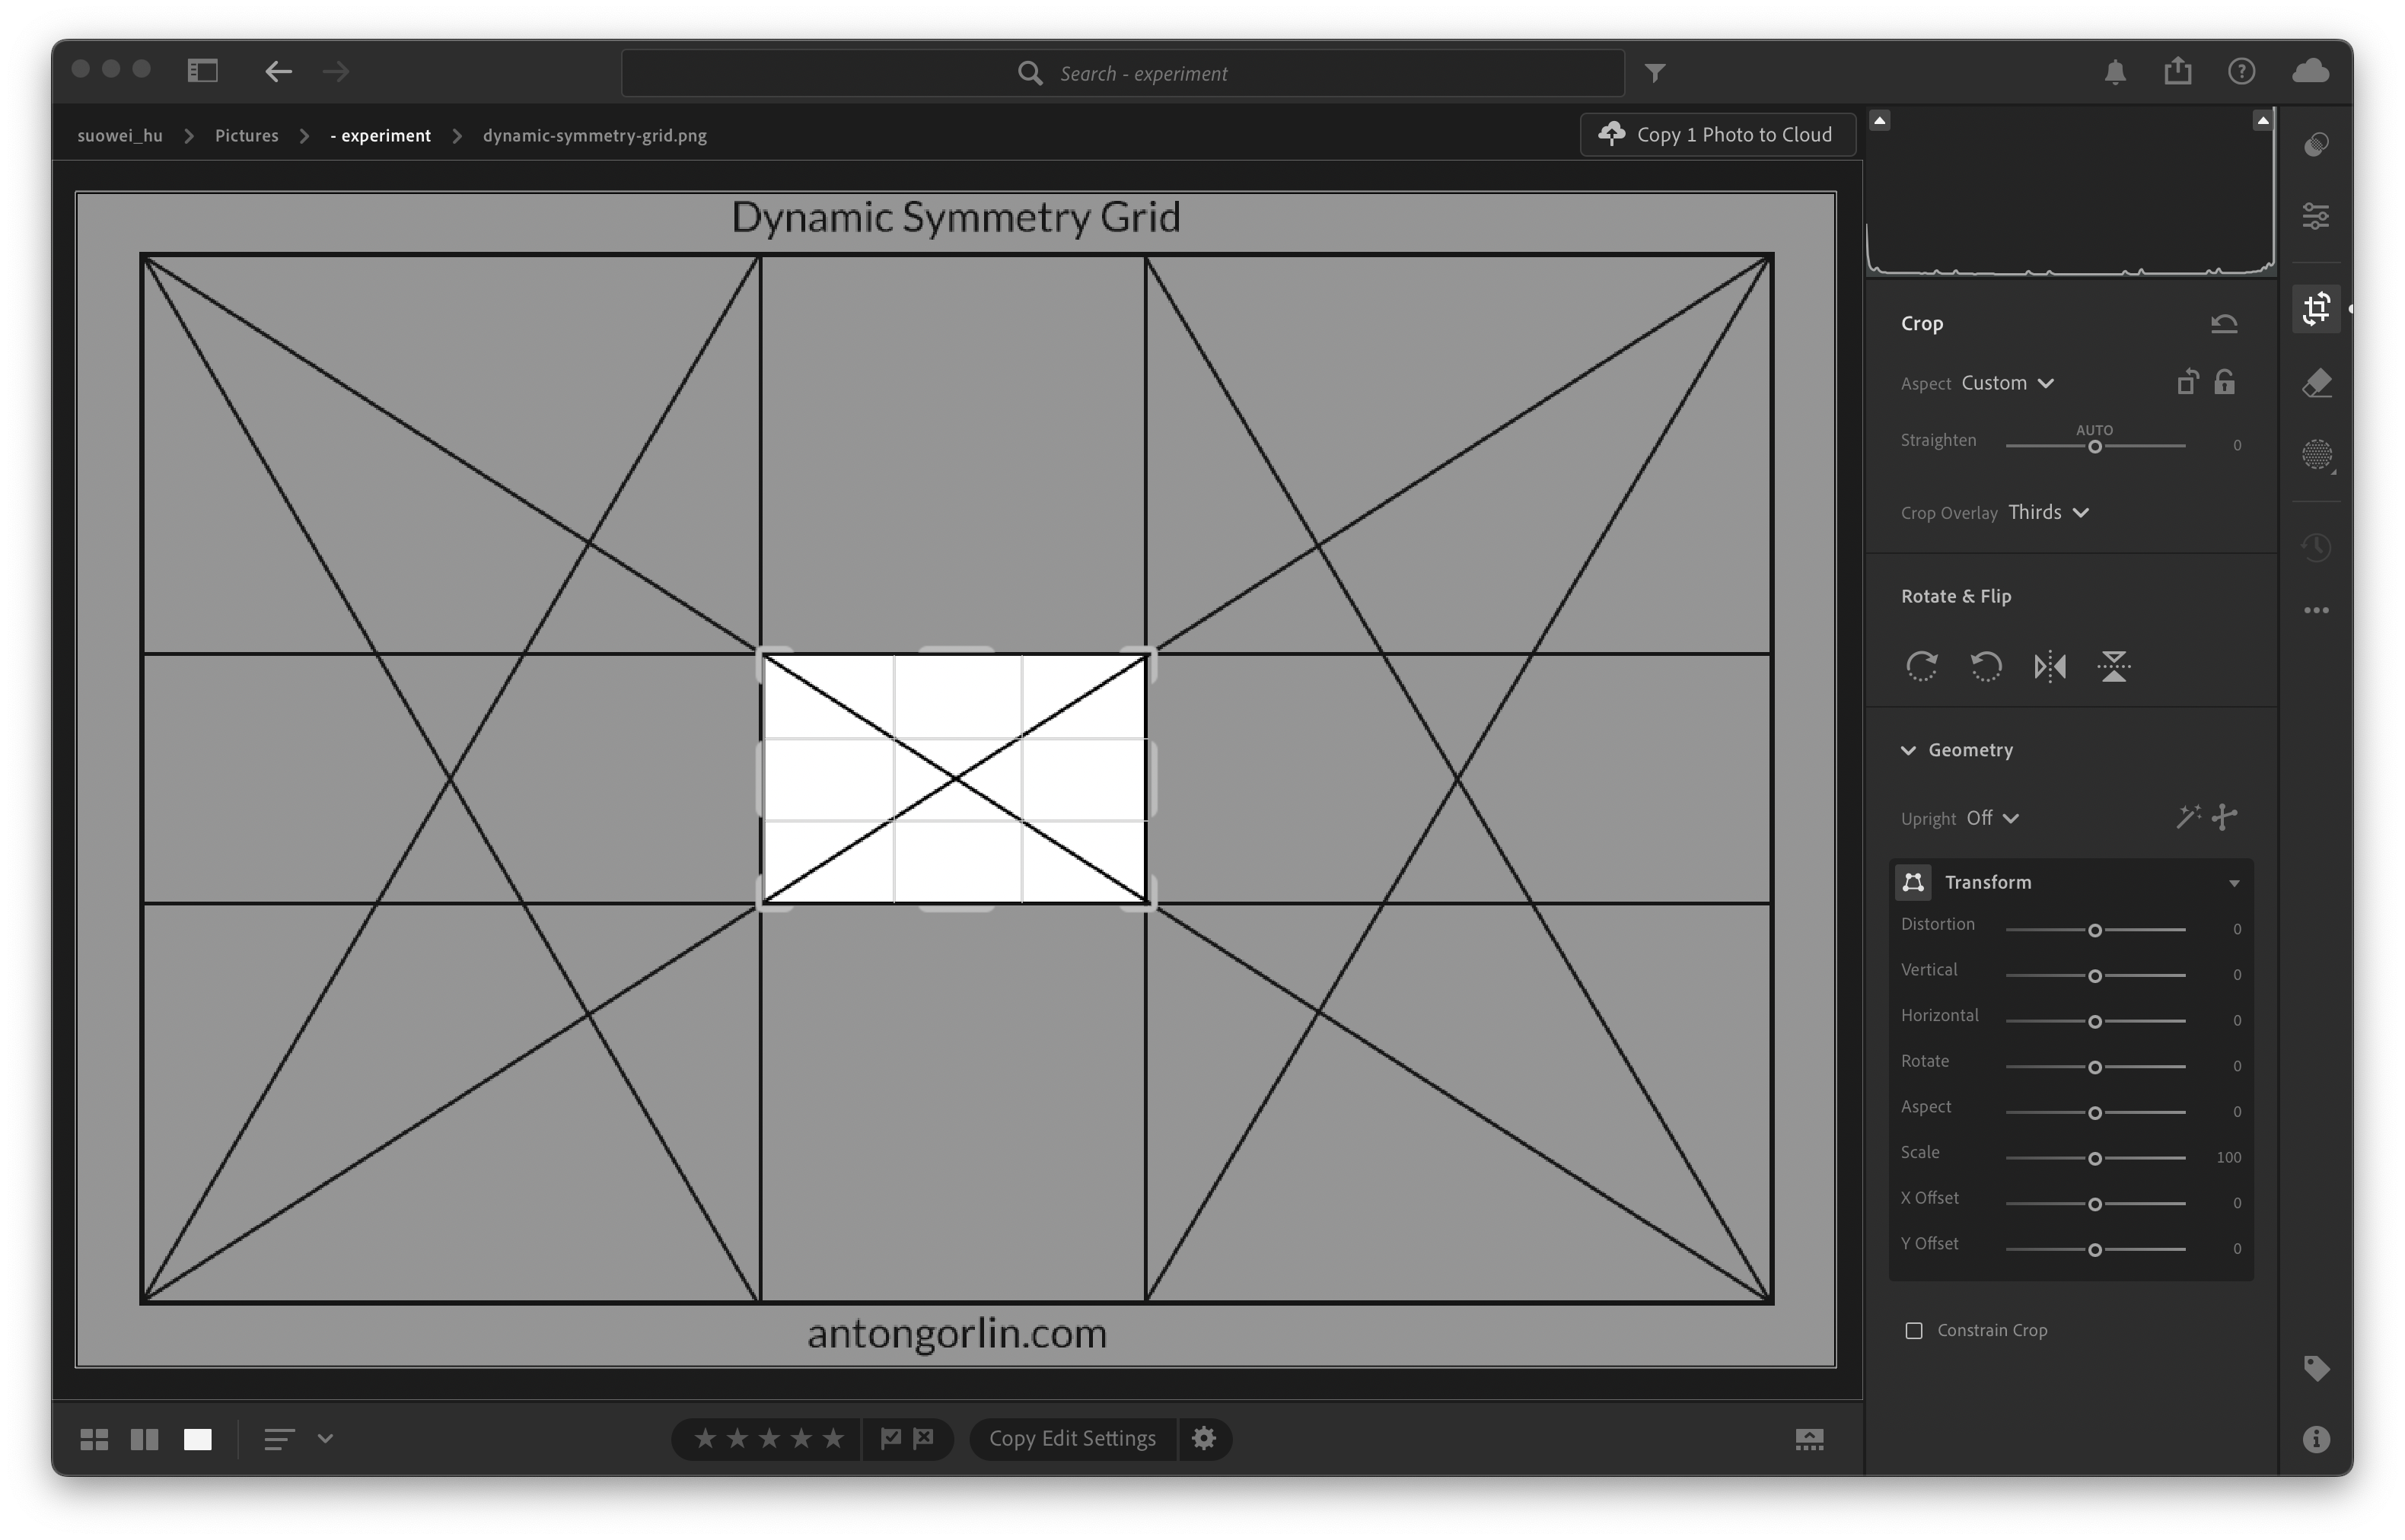 Search - experiment
suowei_hu
Pictures
- experiment
dynamic-symmetry-grid.png
Copy 1 Photo to Cloud
Dynamic Symmetry Grid
antongorlin.com
Crop
Aspect Custom
AUTO
Straighten 0
Crop Overlay Thirds
Rotate & Flip
Geometry
Upright Off
Transform
Distortion 0
Vertical 0
Horizontal 0
Rotate 0
Aspect 0
Scale 100
X Offset 0
Y Offset 0
Constrain Crop
Copy Edit Settings